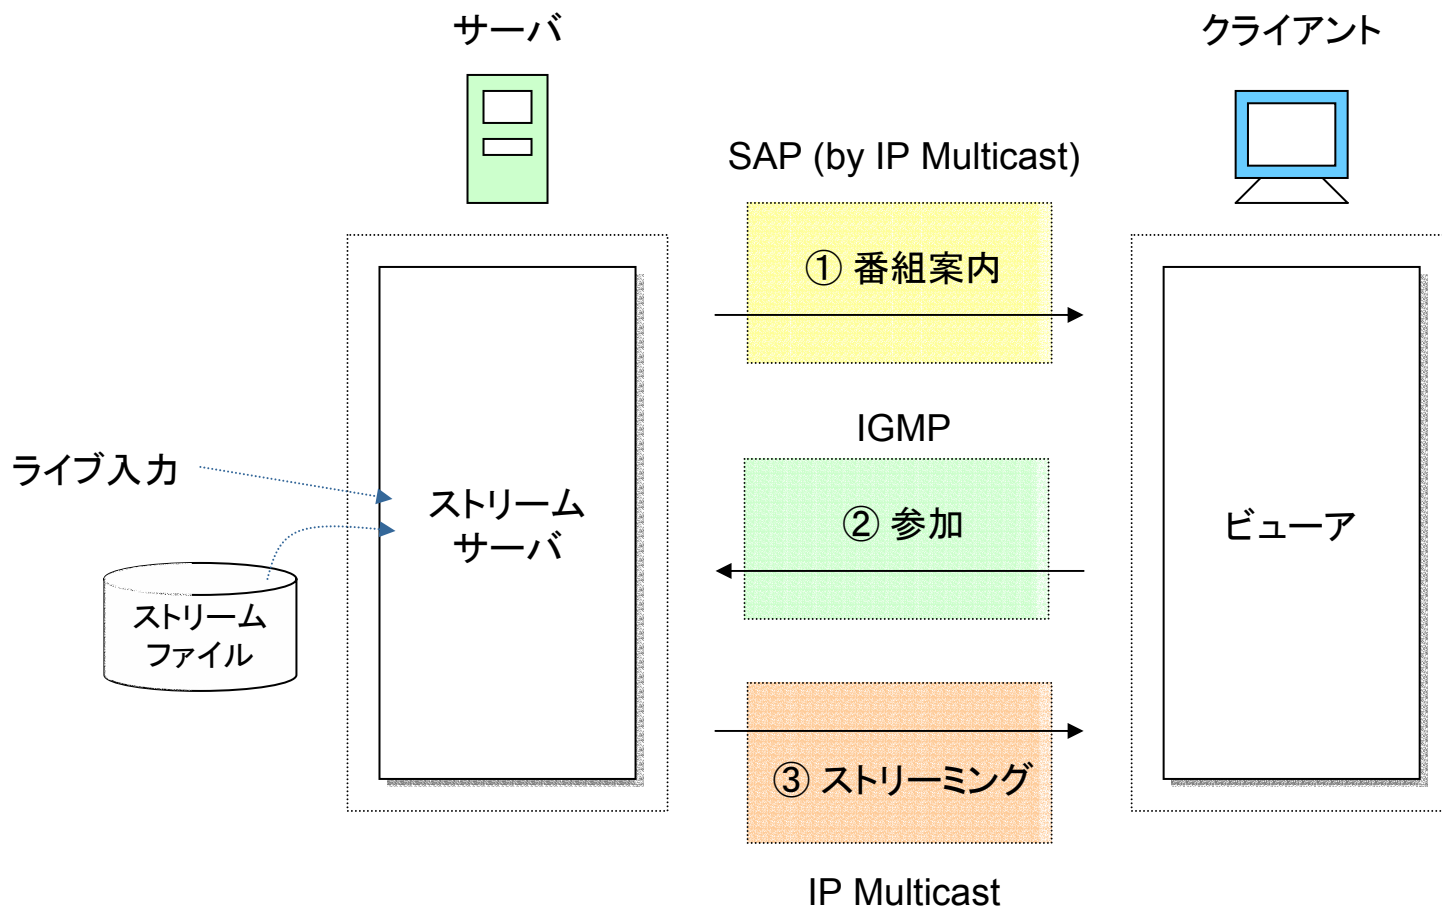 サーバ
クライアント
SAP (by IP Multicast)
① 番組案内
IGMP
ライブ入力
ストリーム
サーバ
② 参加
ビューア
ストリーム
ファイル
③ ストリーミング
IP Multicast